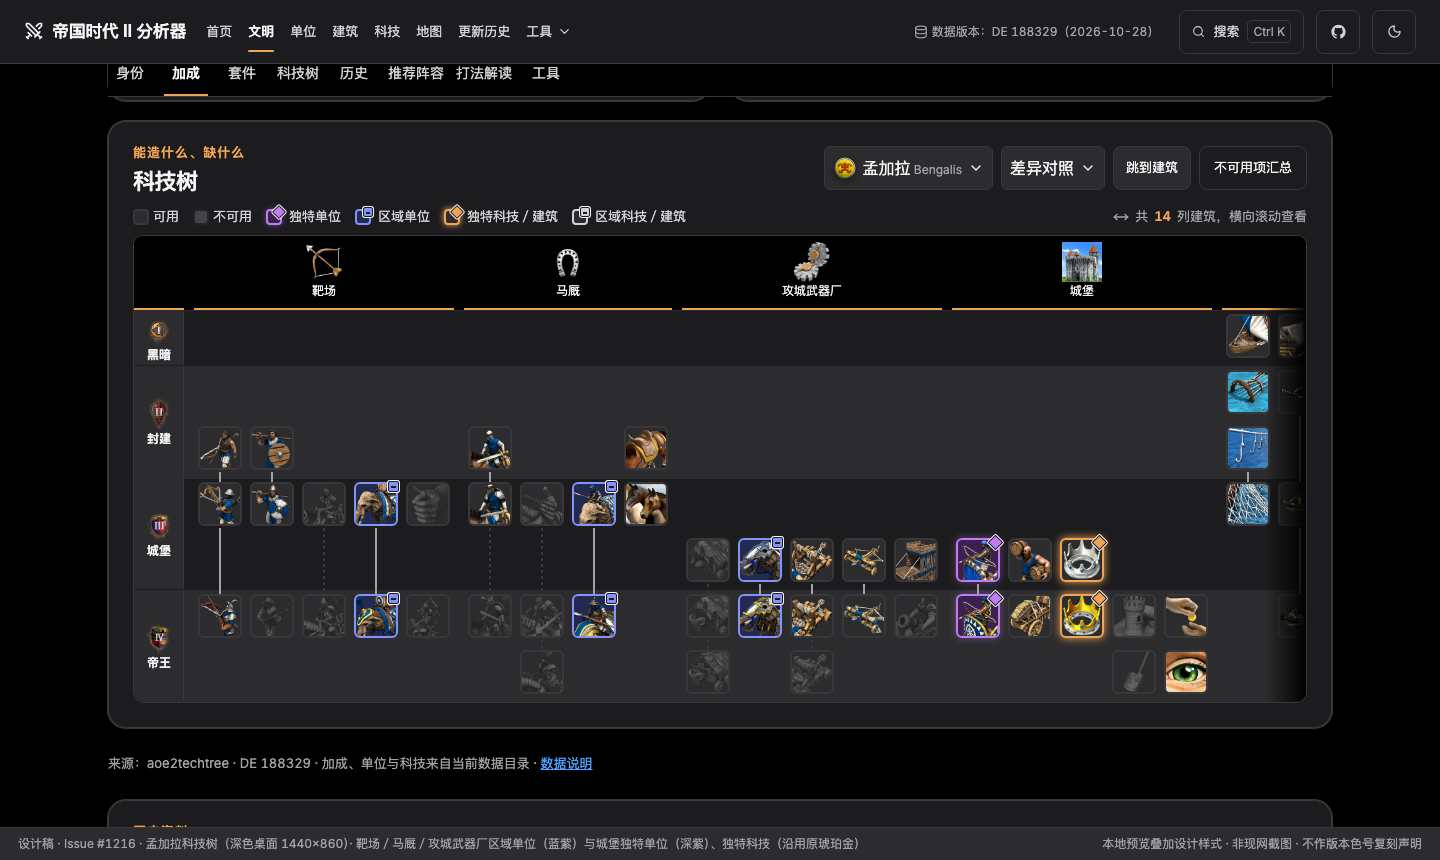 帝国时代 II 分析器 首页 文明 单位 建筑 科技 地图 更新历史 工具 数据版本：DE 188329（2026-10-28） 搜索 Ctrl K
身份 加成 套件 科技树 历史 推荐阵容 打法解读 工具
能造什么、缺什么
科技树
孟加拉 Bengalis 差异对照 跳到建筑 不可用项汇总
可用 不可用 独特单位 区域单位 独特科技 / 建筑 区域科技 / 建筑 共 14 列建筑，横向滚动查看
靶场 马厩 攻城武器厂 城堡
黑暗
封建
城堡
帝王
来源：aoe2techtree · DE 188329 · 加成、单位与科技来自当前数据目录 · 数据说明
设计稿 · Issue #1216 · 孟加拉科技树（深色桌面 1440×860）· 靶场 / 马厩 / 攻城武器厂区域单位（蓝紫）与城堡独特单位（深紫）、独特科技（沿用原琥珀金） 本地预览叠加设计样式 · 非现网截图 · 不作版本色号复刻声明